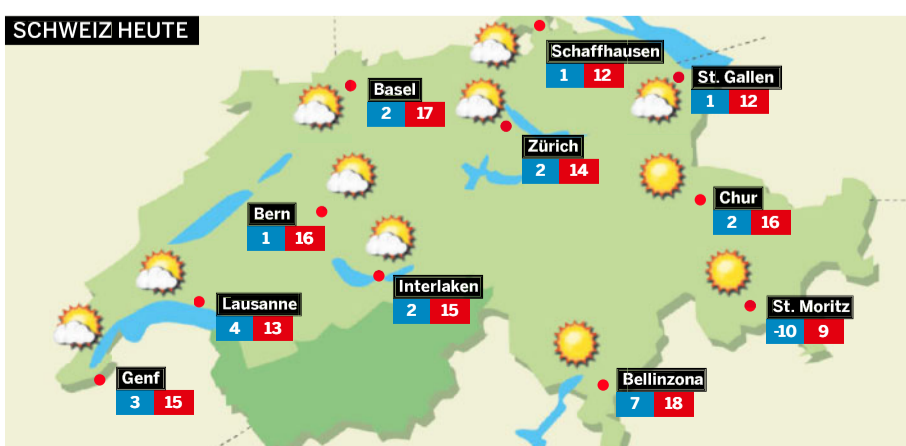 SCHWEIZ HEUTE
Schaffhausen
1 12
St. Gallen
1 12
Basel
2 17
Zürich
2 14
Chur
2 16
Bern
1 16
Interlaken
2 15
Lausanne
4 13
St. Moritz
-10 9
Genf
3 15
Bellinzona
7 18